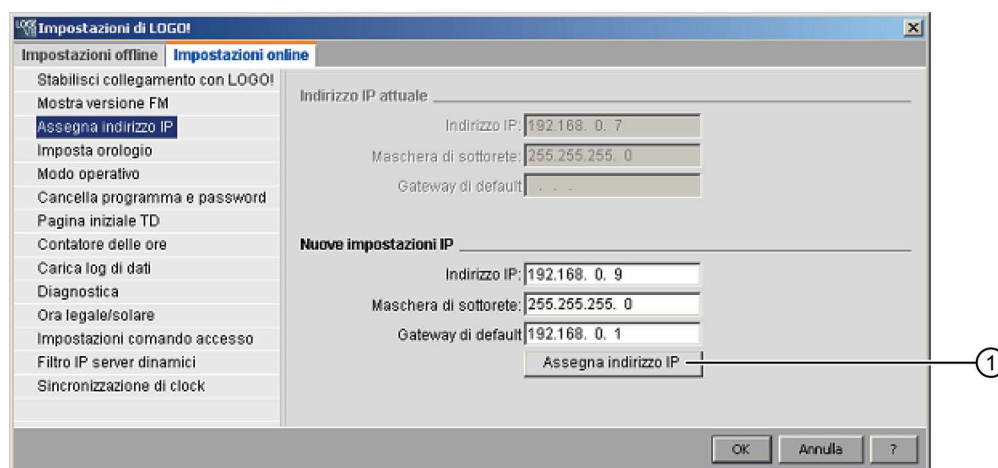 Impostazioni di LOGO!
Impostazioni offline
Impostazioni online
Stabilisci collegamento con LOGO!
Mostra versione FM
Assegna indirizzo IP
Imposta orologio
Modo operativo
Cancella programma e password
Pagina iniziale TD
Contatore delle ore
Carica log di dati
Diagnostica
Ora legale/solare
Impostazioni comando accesso
Filtro IP server dinamici
Sincronizzazione di clock
Indirizzo IP attuale
Indirizzo IP: 192.168. 0. 7
Maschera di sottorete: 255.255.255. 0
Gateway di default . . .
Nuove impostazioni IP
Indirizzo IP: 192.168. 0. 9
Maschera di sottorete: 255.255.255. 0
Gateway di default 192.168. 0. 1
Assegna indirizzo IP
1
OK
Annulla
?